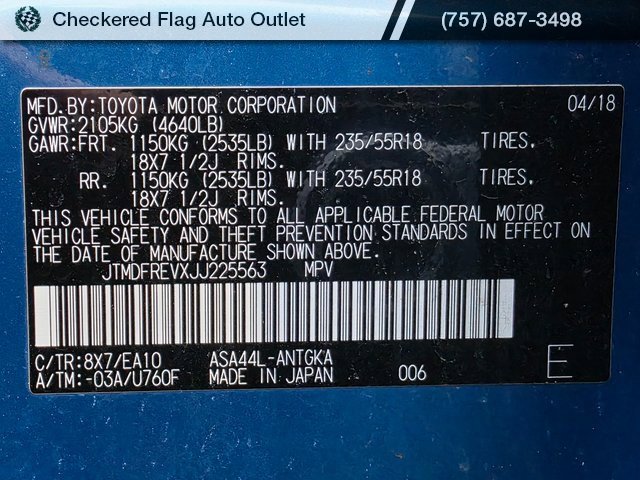 Checkered Flag Auto Outlet (757) 687-3498
MFD.BY:TOYOTA MOTOR CORPORATION 04/18
GVWR:2105KG (4640LB)
GAWR:FRT. 1150KG (2535LB) WITH 235/55R18 TIRES.
18X7 1/2J RIMS.
RR. 1150KG (2535LB) WITH 235/55R18 TIRES.
18X7 1/2J RIMS.
THIS VEHICLE CONFORMS TO ALL APPLICABLE FEDERAL MOTOR
VEHICLE SAFETY AND THEFT PREVENTION STANDARDS IN EFFECT ON
THE DATE OF MANUFACTURE SHOWN ABOVE.
JTMDFREVXJJ225563 MPV
C/TR:8X7/EA10 ASA44L-ANTGKA
A/TM:-03A/U760F MADE IN JAPAN 006 E